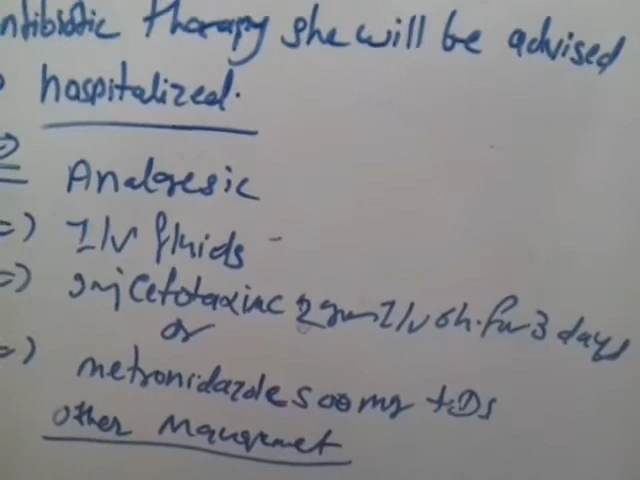 ntibiotic therapy she will be advised
hospitalized.
=) Analgesic
=) I/v fluids -
=) Inj Cefotaxime 2gm I/v 6h. for 3 days
or
=) metronidazole 500mg tDs
other Management